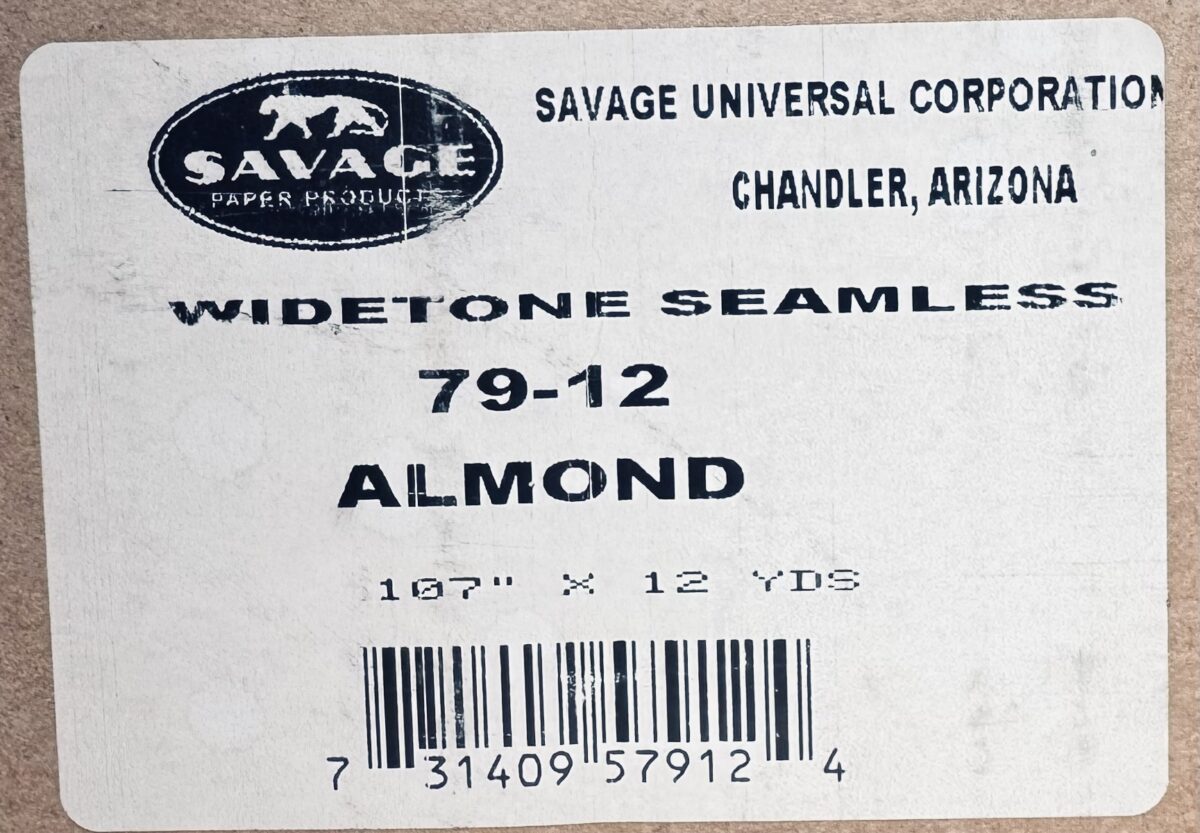 SAVAGE
PAPER PRODUCTS
SAVAGE UNIVERSAL CORPORATION
CHANDLER, ARIZONA
WIDETONE SEAMLESS
79-12
ALMOND
107" X 12 YDS
7 31409 57912 4